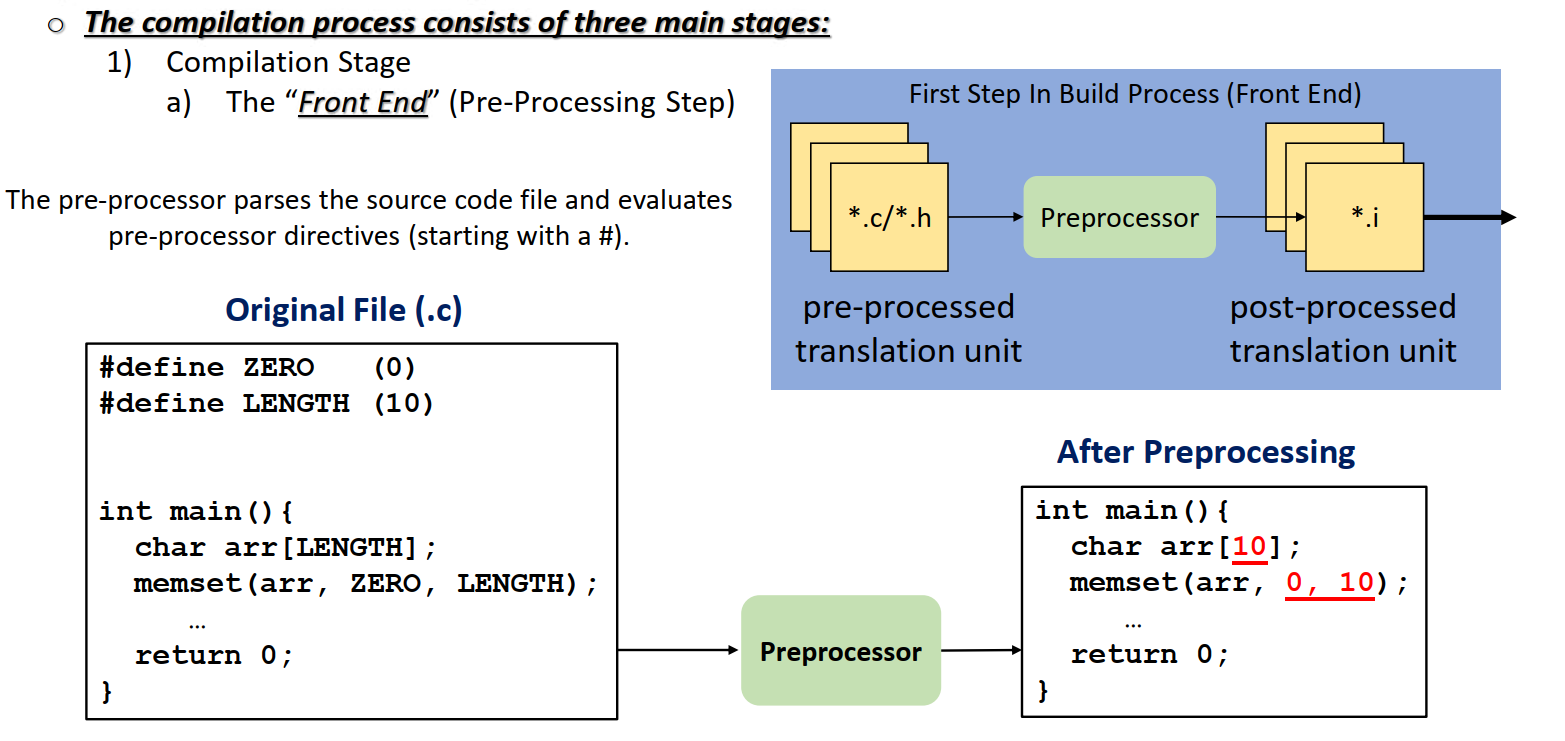 o The compilation process consists of three main stages:
1) Compilation Stage
a) The “Front End” (Pre-Processing Step)
The pre-processor parses the source code file and evaluates
pre-processor directives (starting with a #).
First Step In Build Process (Front End)
*.c/*.h
Preprocessor
*.i
pre-processed
translation unit
post-processed
translation unit
Original File (.c)
#define ZERO (0)
#define LENGTH (10)
int main(){
char arr[LENGTH];
memset(arr, ZERO, LENGTH);
…
return 0;
}
Preprocessor
After Preprocessing
int main(){
char arr[10];
memset(arr, 0, 10);
…
return 0;
}